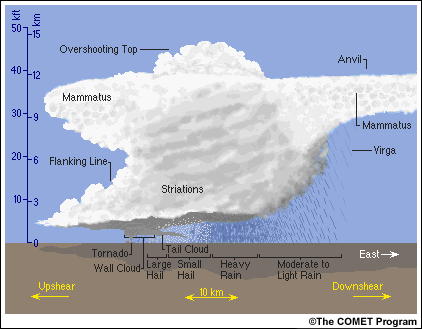 kft
km
50
15
Overshooting Top
Anvil
40
12
Mammatus
30
9
Mammatus
Virga
20
Flanking Line
6
Striations
10
3
0
0
Tail Cloud
Tornado
Wall Cloud
East
Large
Hail
Small
Hail
Heavy
Rain
Moderate to
Light Rain
Upshear
10 km
Downshear
©The COMET Program